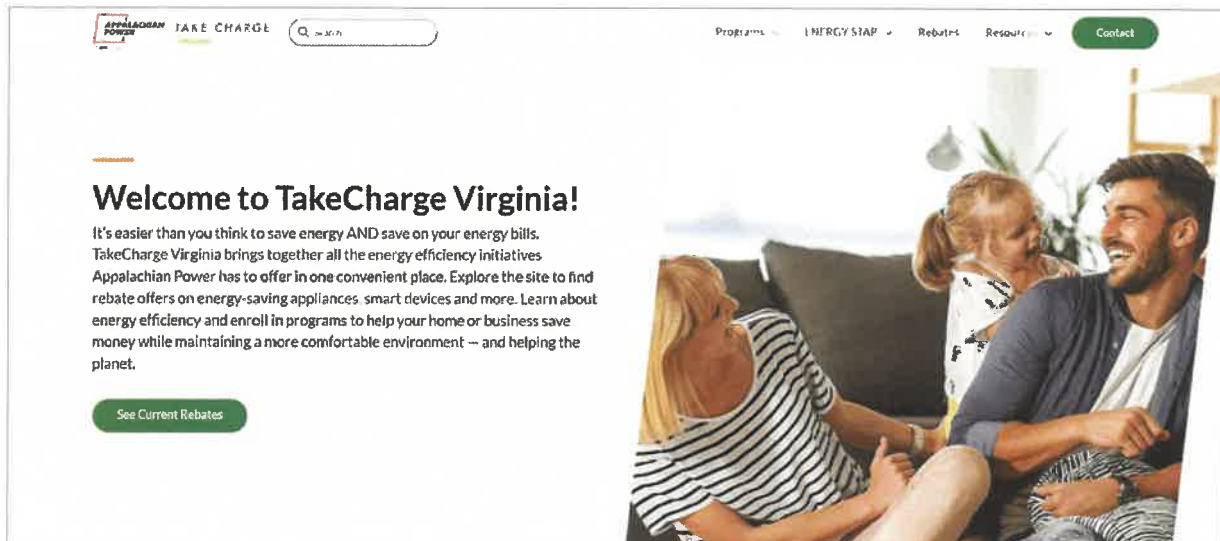 APPALACHIAN
POWER
TAKE CHARGE
Programs
ENERGY STAR
Rebates
Contact
Welcome to TakeCharge Virginia!
It's easier than you think to save energy AND save on your energy bills.
TakeCharge Virginia brings together all the energy efficiency initiatives
Appalachian Power has to offer in one convenient place. Explore the site to find
rebate offers on energy-saving appliances, smart devices and more. Learn about
energy efficiency and enroll in programs to help your home or business save
money while maintaining a more comfortable environment — and helping the
planet.
See Current Rebates